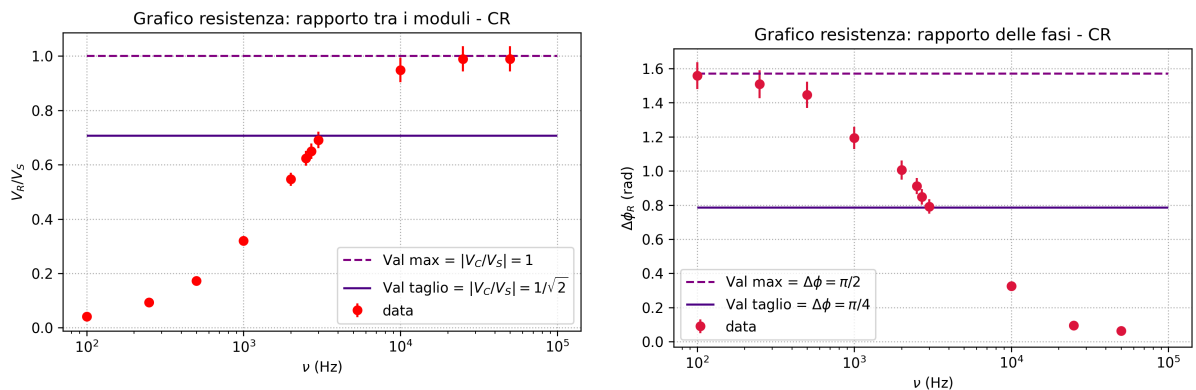 Grafico resistenza: rapporto tra i moduli - CR
1.0
0.8
0.6
0.4
0.2
0.0
V_R/V_S
10² 10³ 10⁴ 10⁵
ν (Hz)
Val max = |V_C/V_S| = 1
Val taglio = |V_C/V_S| = 1/√2
data
Grafico resistenza: rapporto delle fasi - CR
1.6
1.4
1.2
1.0
0.8
0.6
0.4
0.2
0.0
Δϕ_R (rad)
10² 10³ 10⁴ 10⁵
ν (Hz)
Val max = Δϕ = π/2
Val taglio = Δϕ = π/4
data